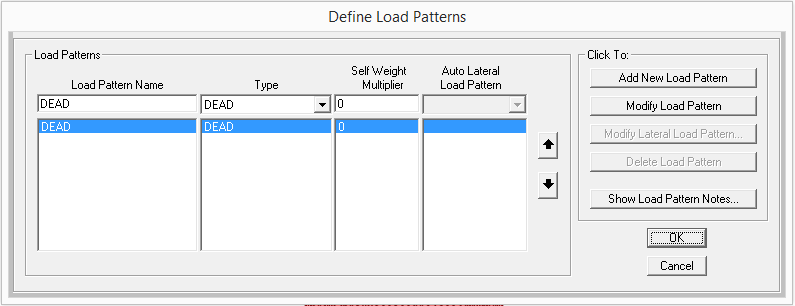 Define Load Patterns
Load Patterns
Click To:
Load Pattern Name
Type
Self Weight
Multiplier
Auto Lateral
Load Pattern
DEAD
DEAD
0
DEAD
DEAD
0
Add New Load Pattern
Modify Load Pattern
Modify Lateral Load Pattern...
Delete Load Pattern
Show Load Pattern Notes...
OK
Cancel